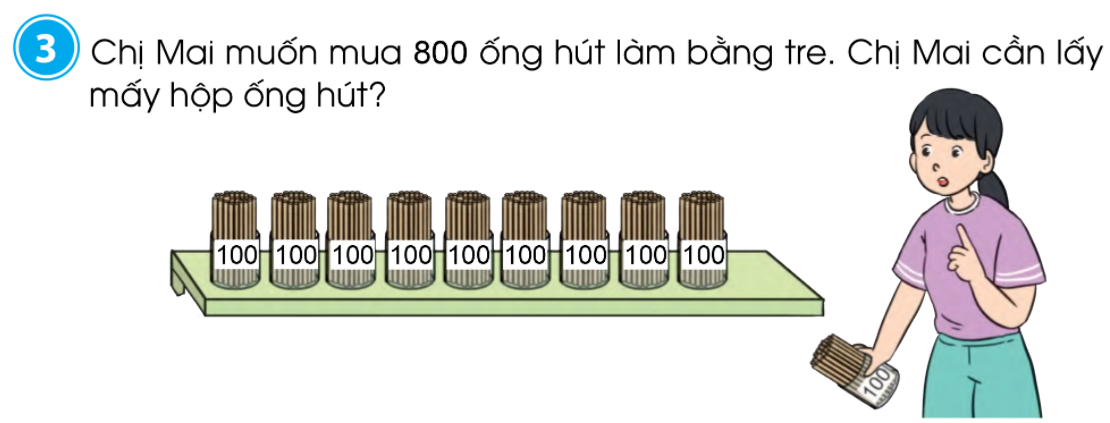 3 Chị Mai muốn mua 800 ống hút làm bằng tre. Chị Mai cần lấy
mấy hộp ống hút?
100 100 100 100 100 100 100 100 100
100